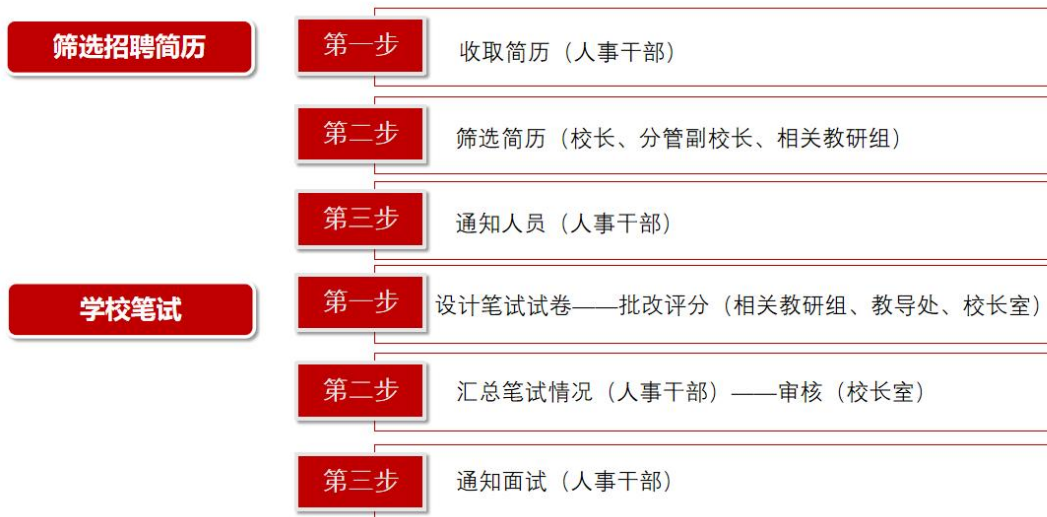 筛选招聘简历
第一步
收取简历（人事干部）
第二步
筛选简历（校长、分管副校长、相关教研组）
第三步
通知人员（人事干部）
学校笔试
第一步
设计笔试试卷——批改评分（相关教研组、教导处、校长室）
第二步
汇总笔试情况（人事干部）——审核（校长室）
第三步
通知面试（人事干部）